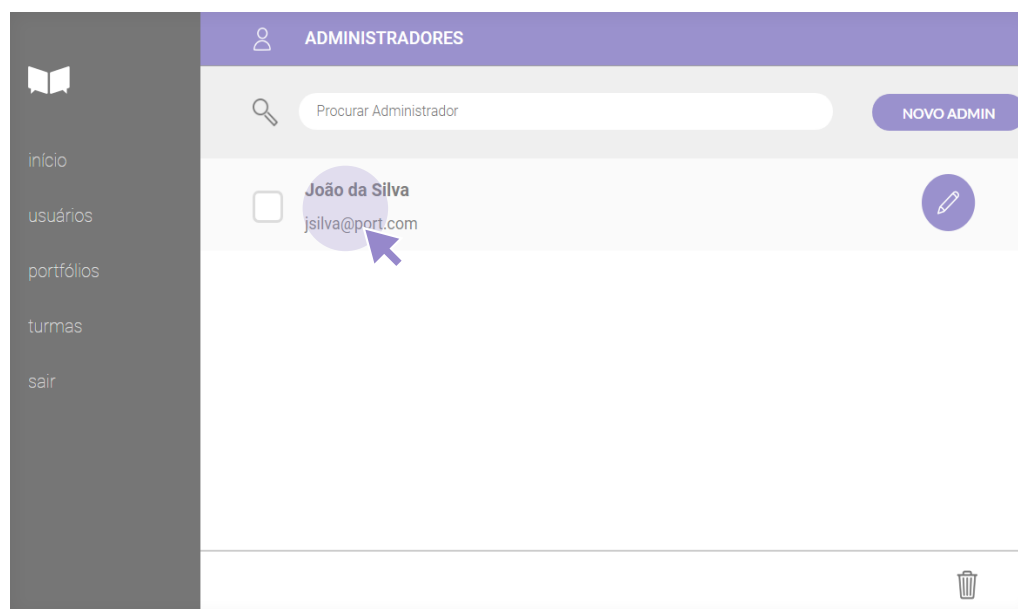 ADMINISTRADORES
Procurar Administrador
NOVO ADMIN
início
usuários
portfólios
turmas
sair
João da Silva
jsilva@port.com